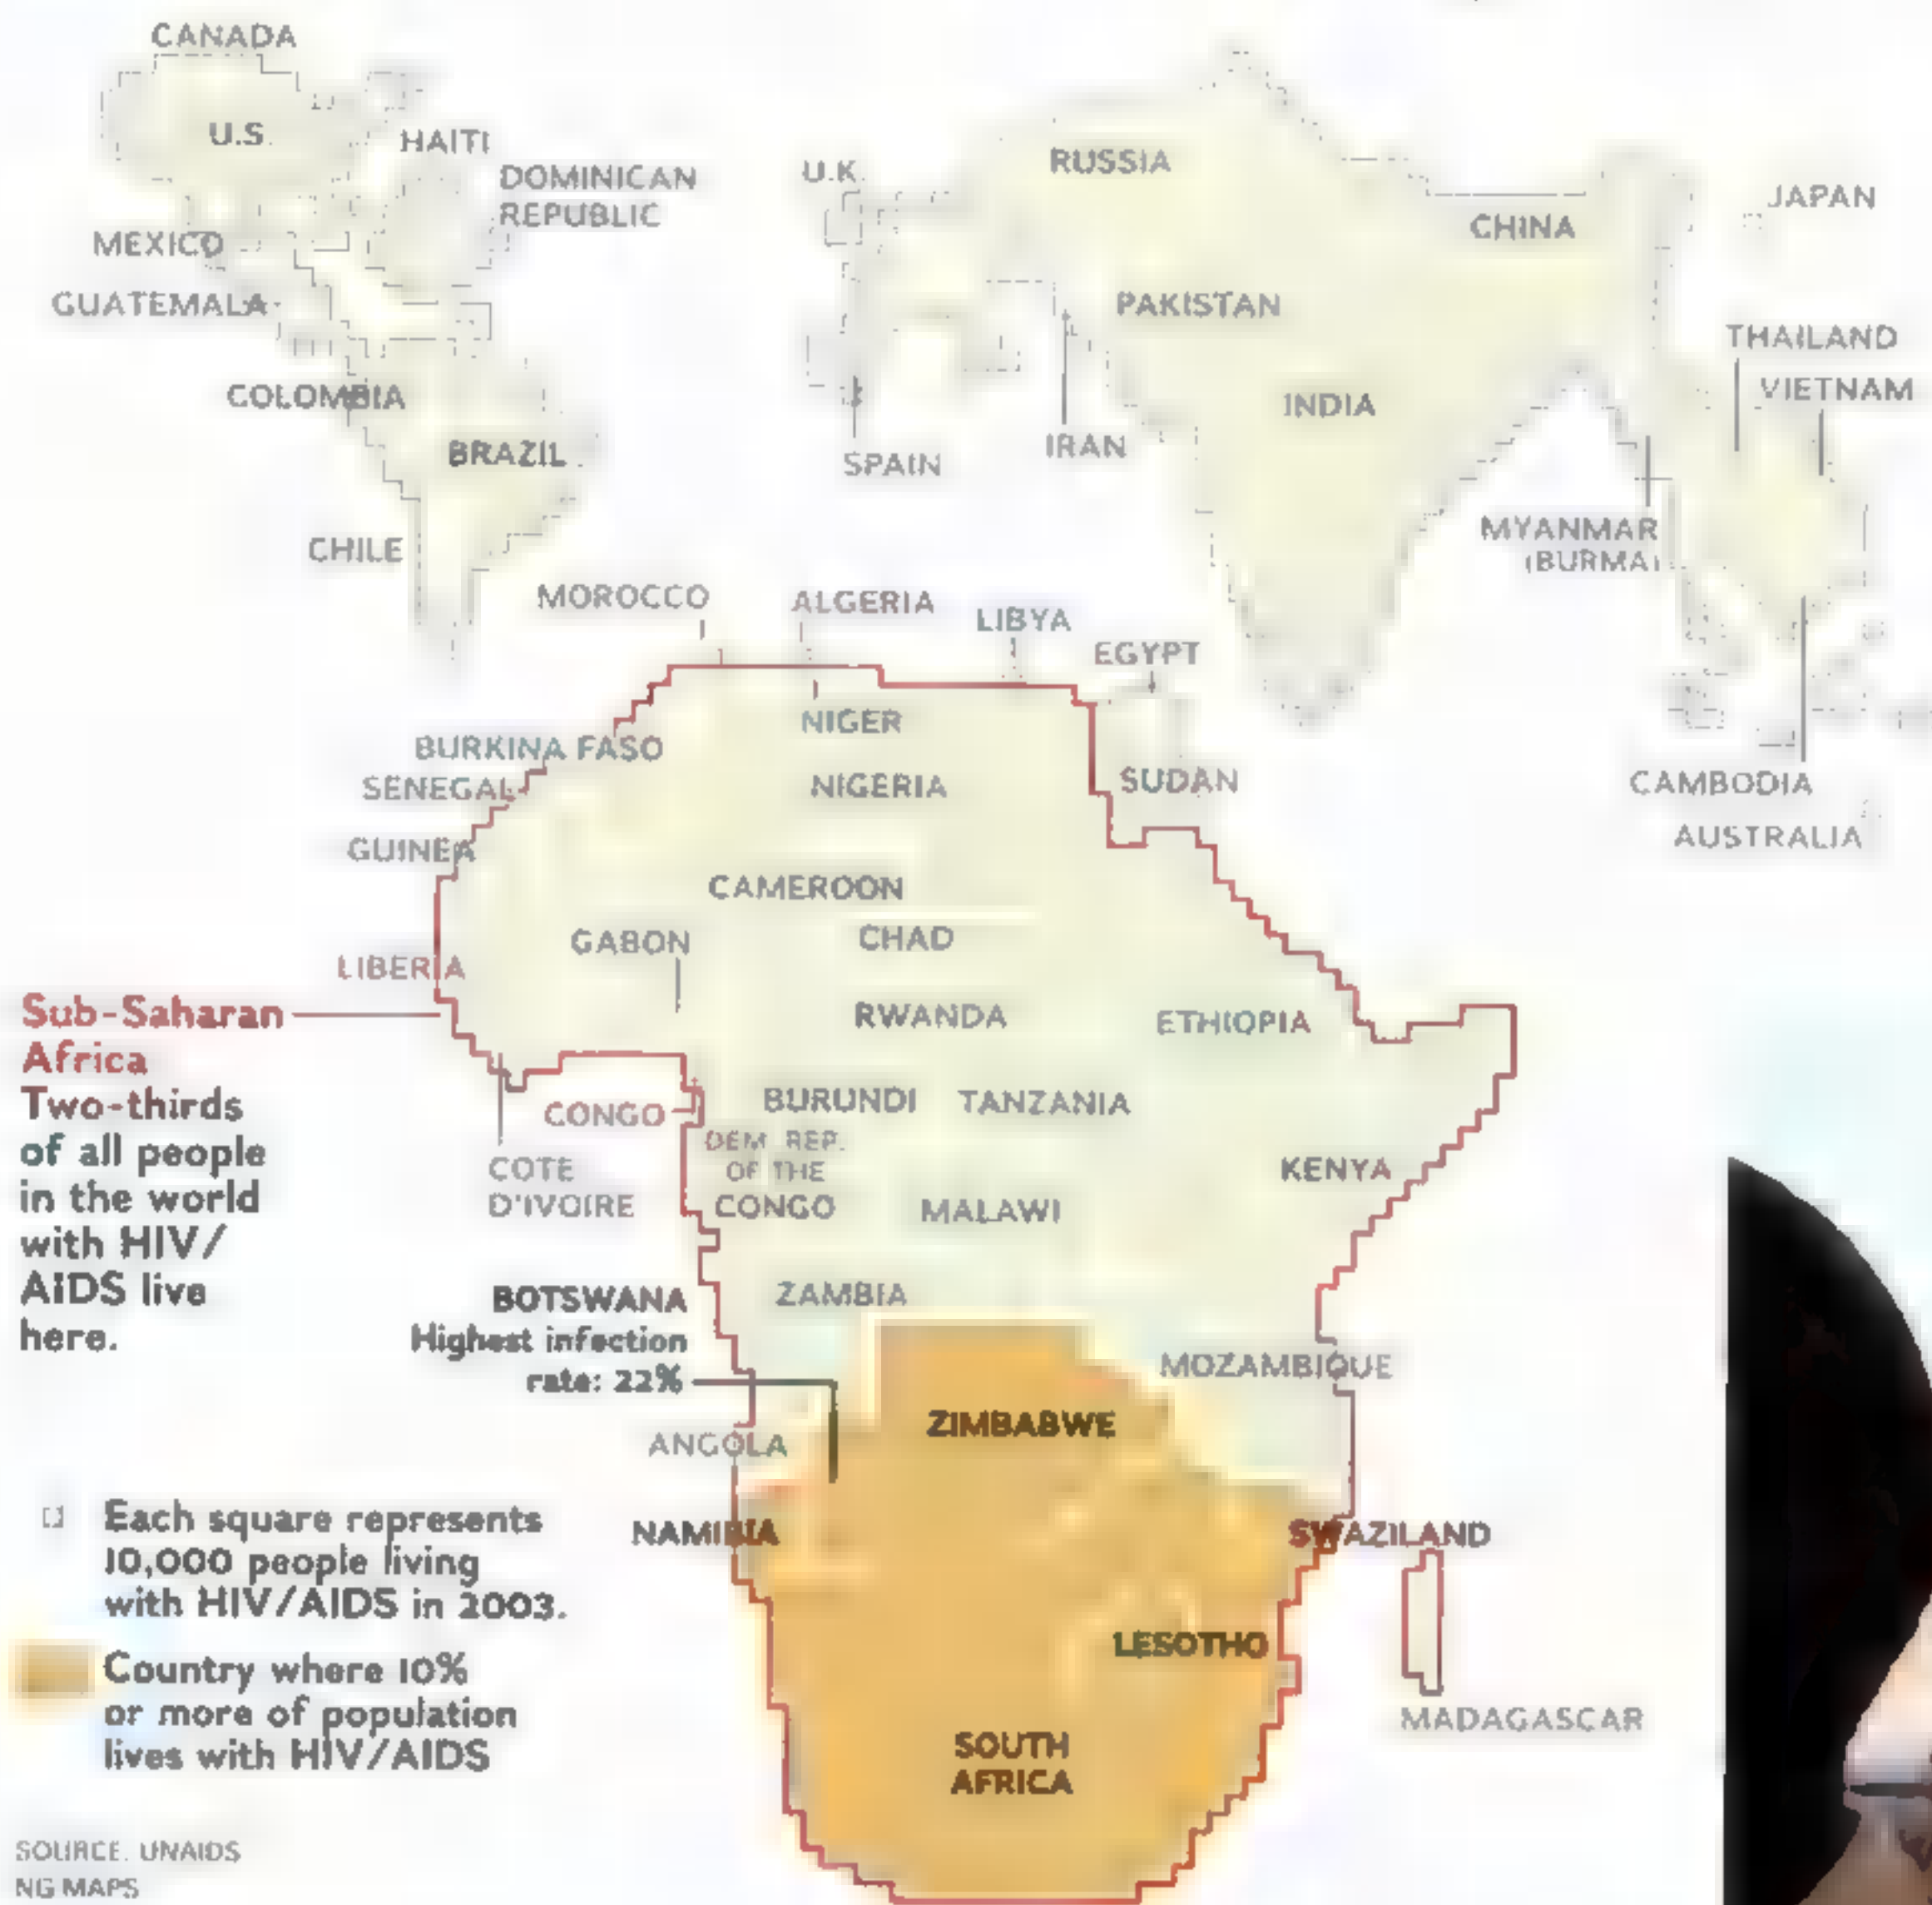 CANADA
U.S.
HAITI
DOMINICAN
REPUBLIC
MEXICO
GUATEMALA
COLOMBIA
BRAZIL
CHILE
U.K.
RUSSIA
JAPAN
CHINA
PAKISTAN
THAILAND
VIETNAM
INDIA
IRAN
SPAIN
MYANMAR
(BURMA)
CAMBODIA
AUSTRALIA
MOROCCO
ALGERIA
LIBYA
EGYPT
NIGER
BURKINA FASO
SENEGAL
NIGERIA
SUDAN
GUINEA
CAMEROON
GABON
CHAD
LIBERIA
RWANDA
ETHIOPIA
Sub-Saharan
Africa
Two-thirds
of all people
in the world
with HIV/
AIDS live
here.
BURUNDI
TANZANIA
CONGO
DEM. REP.
OF THE
CONGO
COTE
D'IVOIRE
KENYA
MALAWI
ZAMBIA
BOTSWANA
Highest infection
rate: 22%
MOZAMBIQUE
ZIMBABWE
ANGOLA
NAMIBIA
SWAZILAND
LESOTHO
MADAGASCAR
SOUTH
AFRICA
Each square represents
10,000 people living
with HIV/AIDS in 2003.
Country where 10%
or more of population
lives with HIV/AIDS
SOURCE: UNAIDS
NG MAPS